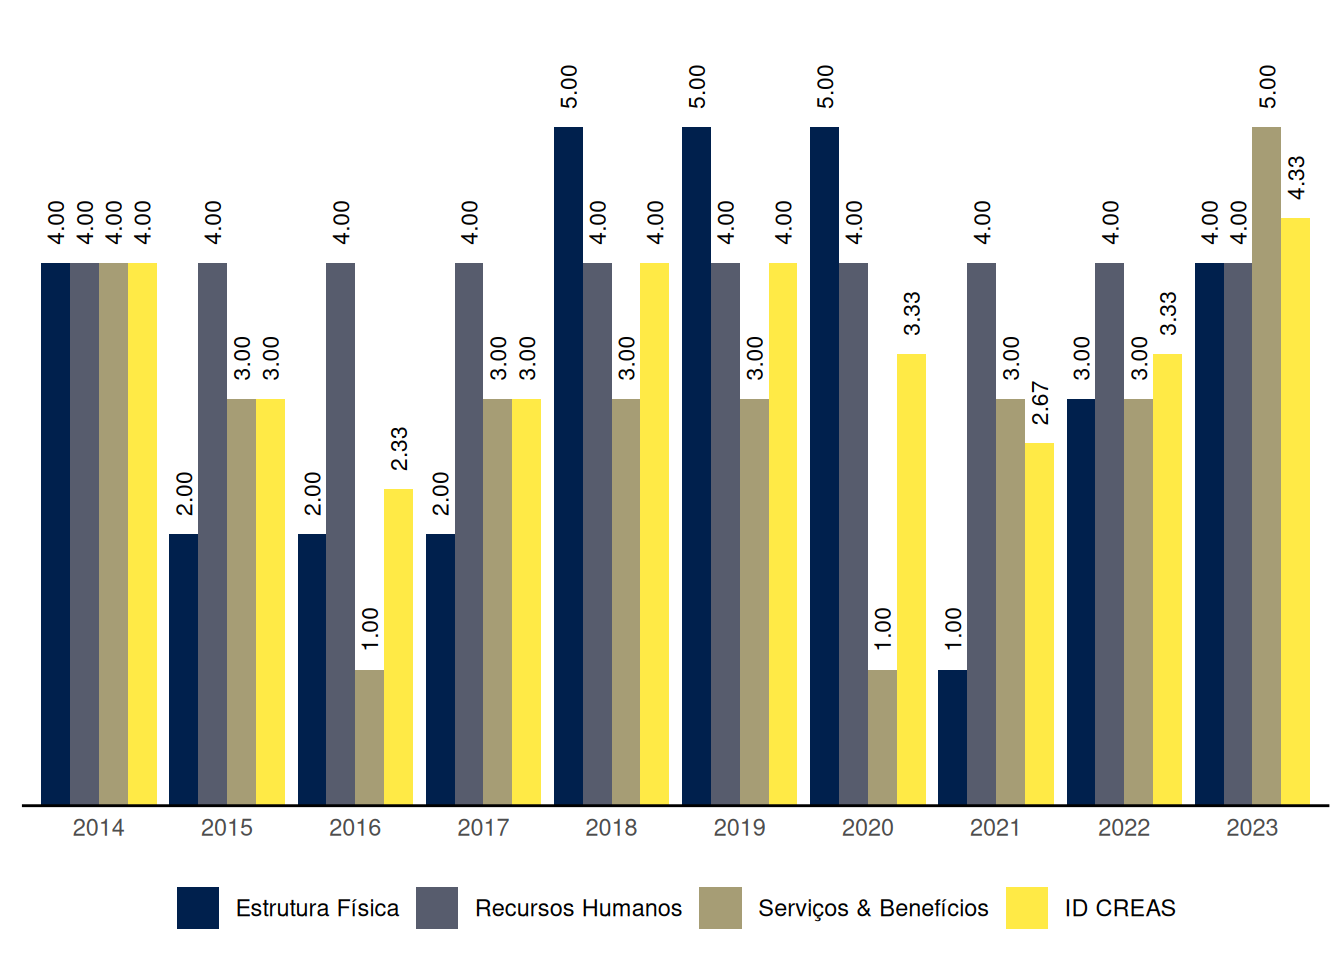 4.00 4.00 4.00 4.00
2.00 4.00 3.00 3.00
2.00 4.00 1.00 2.33
2.00 4.00 3.00 3.00
5.00 4.00 3.00 4.00
5.00 4.00 3.00 4.00
5.00 4.00 1.00 3.33
1.00 4.00 3.00 2.67
3.00 4.00 3.00 3.33
4.00 4.00 5.00 4.33
2014 2015 2016 2017 2018 2019 2020 2021 2022 2023
Estrutura Física Recursos Humanos Serviços & Benefícios ID CREAS